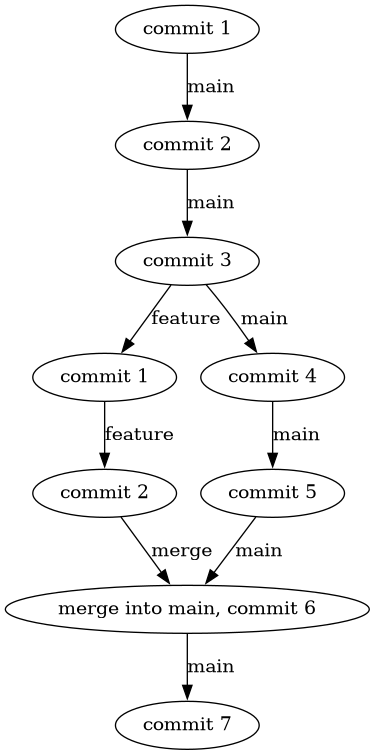 commit 1
main
commit 2
main
commit 3
feature
main
commit 1
commit 4
feature
main
commit 2
commit 5
merge
main
merge into main, commit 6
main
commit 7